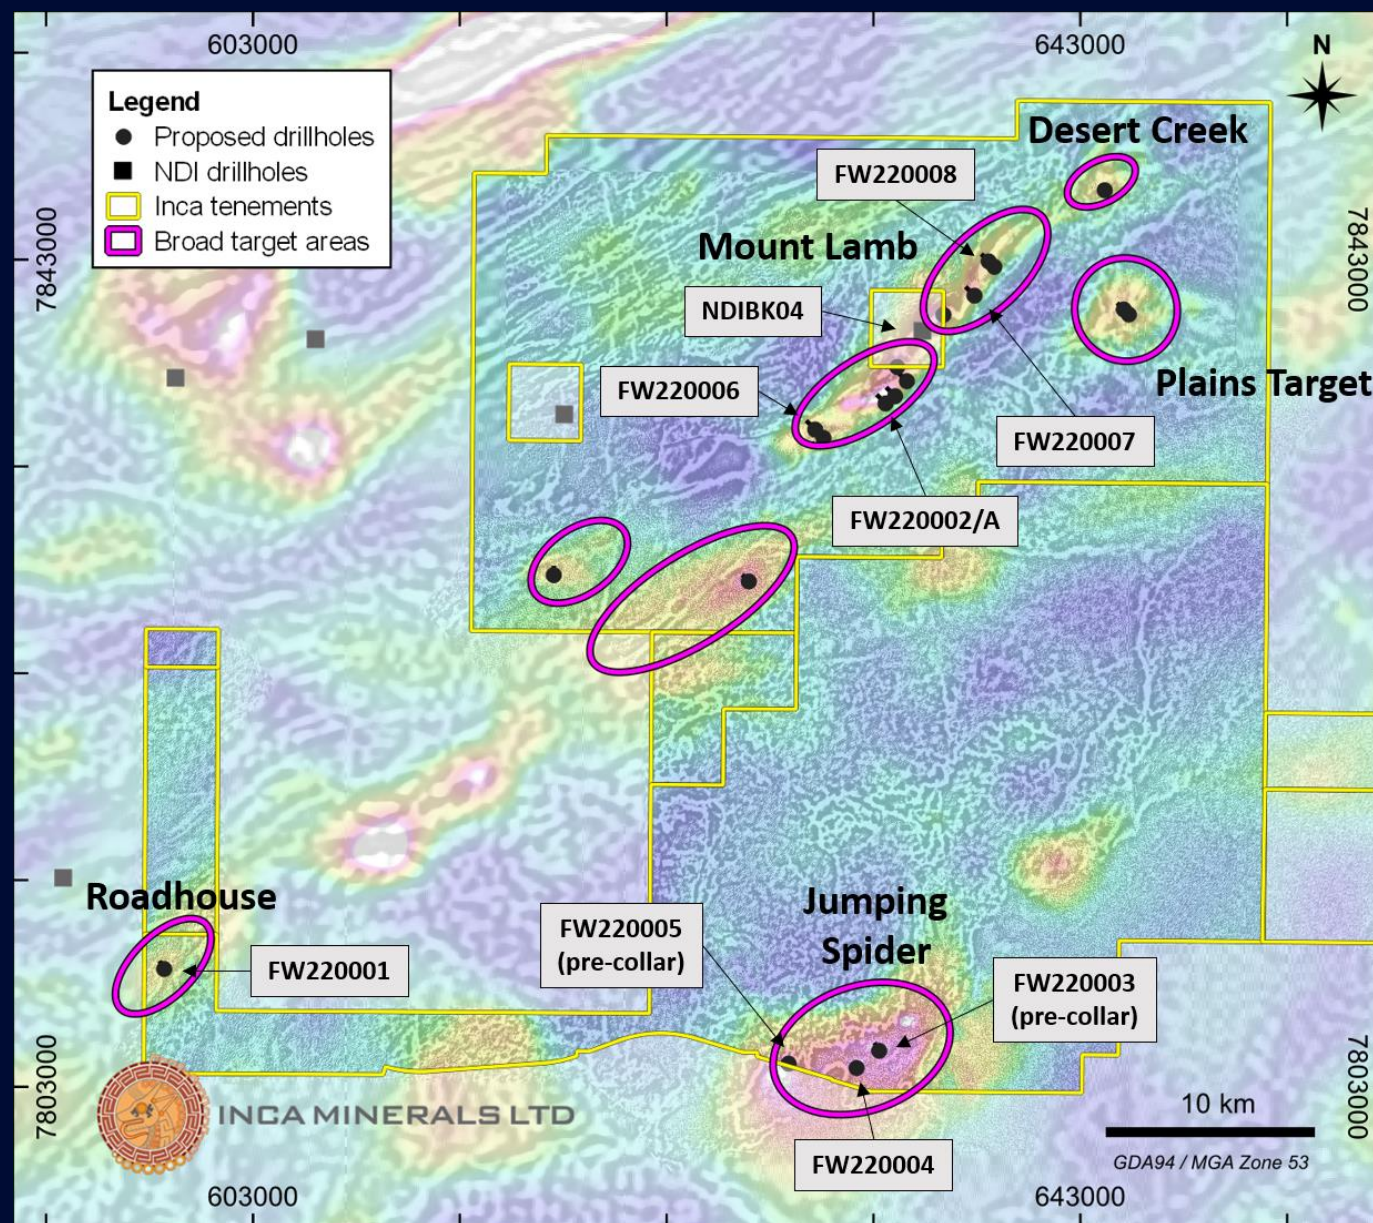 603000
643000
N
Legend
Proposed drillholes
NDI drillholes
Inca tenements
Broad target areas
Desert Creek
FW220008
7843000
7843000
Mount Lamb
NDIBK04
Plains Target
FW220006
FW220007
FW220002/A
Roadhouse
Jumping
Spider
FW220005
(pre-collar)
FW220001
FW220003
(pre-collar)
7803000
7803000
INCA MINERALS LTD
10 km
FW220004
GDA94 / MGA Zone 53
603000
643000